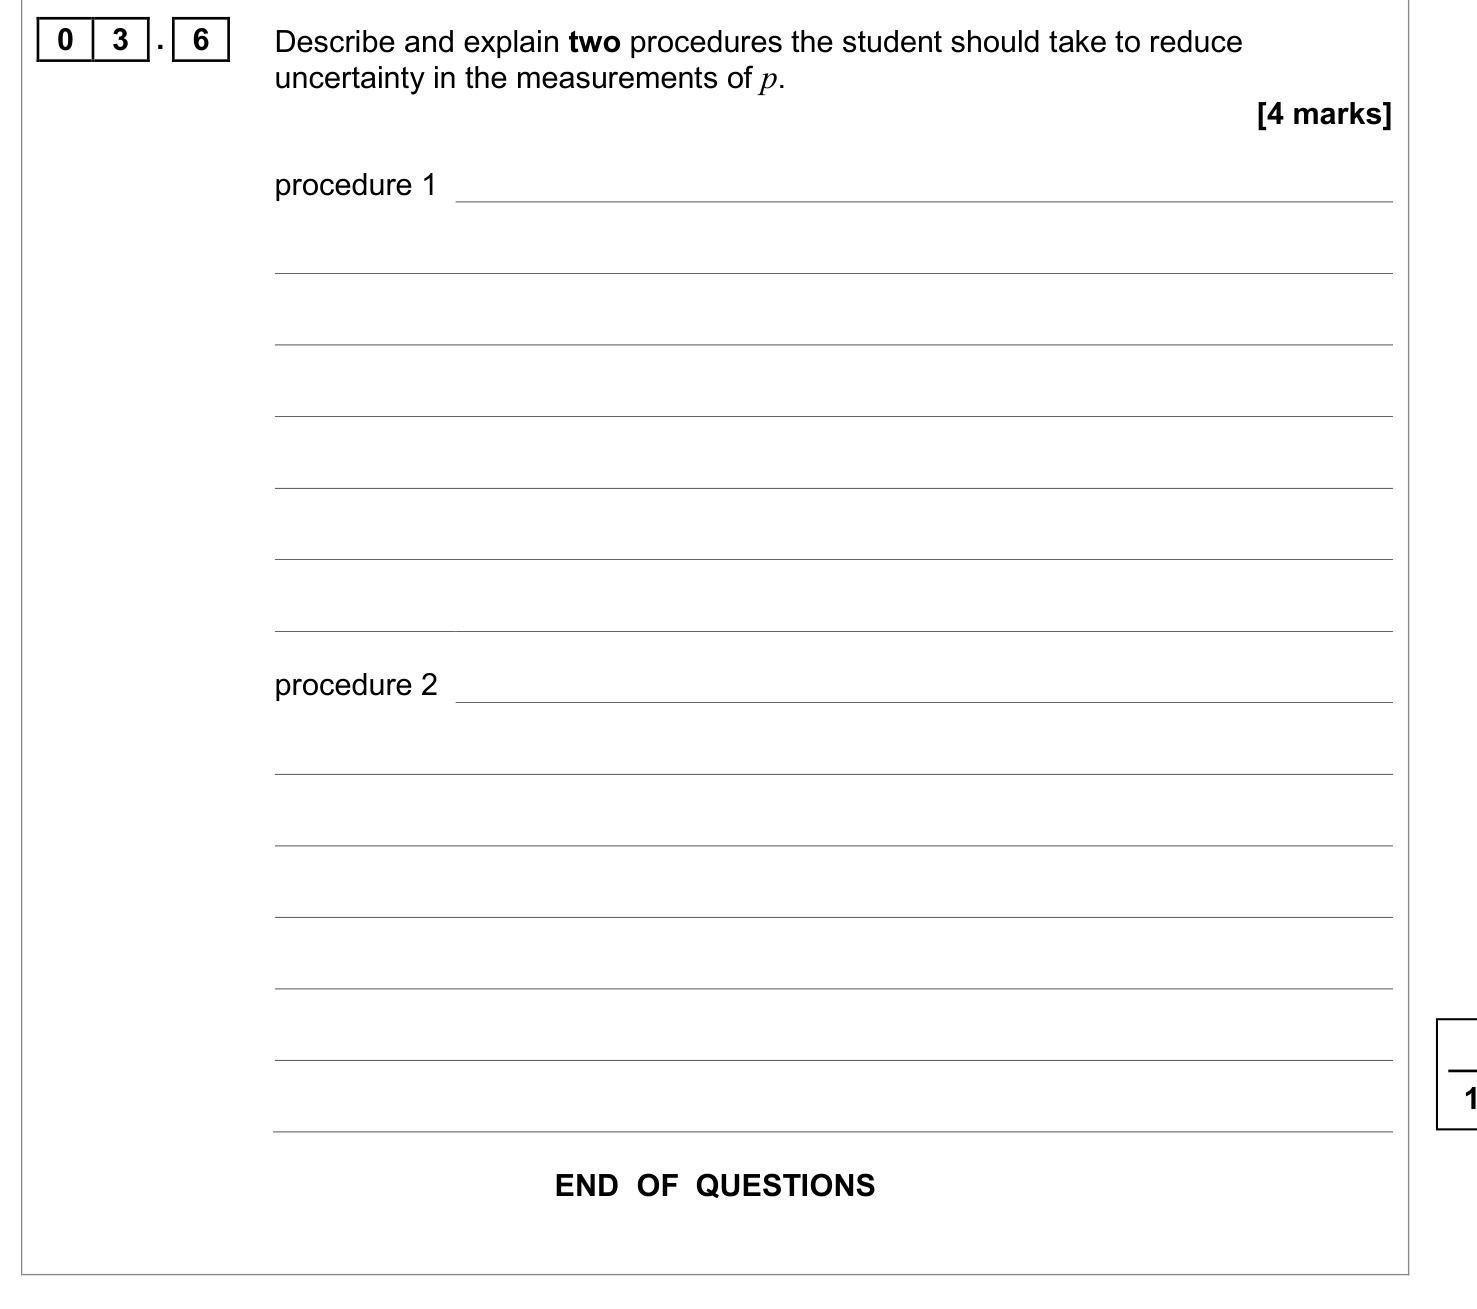 0 3 . 6 Describe and explain two procedures the student should take to reduce
uncertainty in the measurements of p.
[4 marks]
procedure 1
procedure 2
1
END OF QUESTIONS